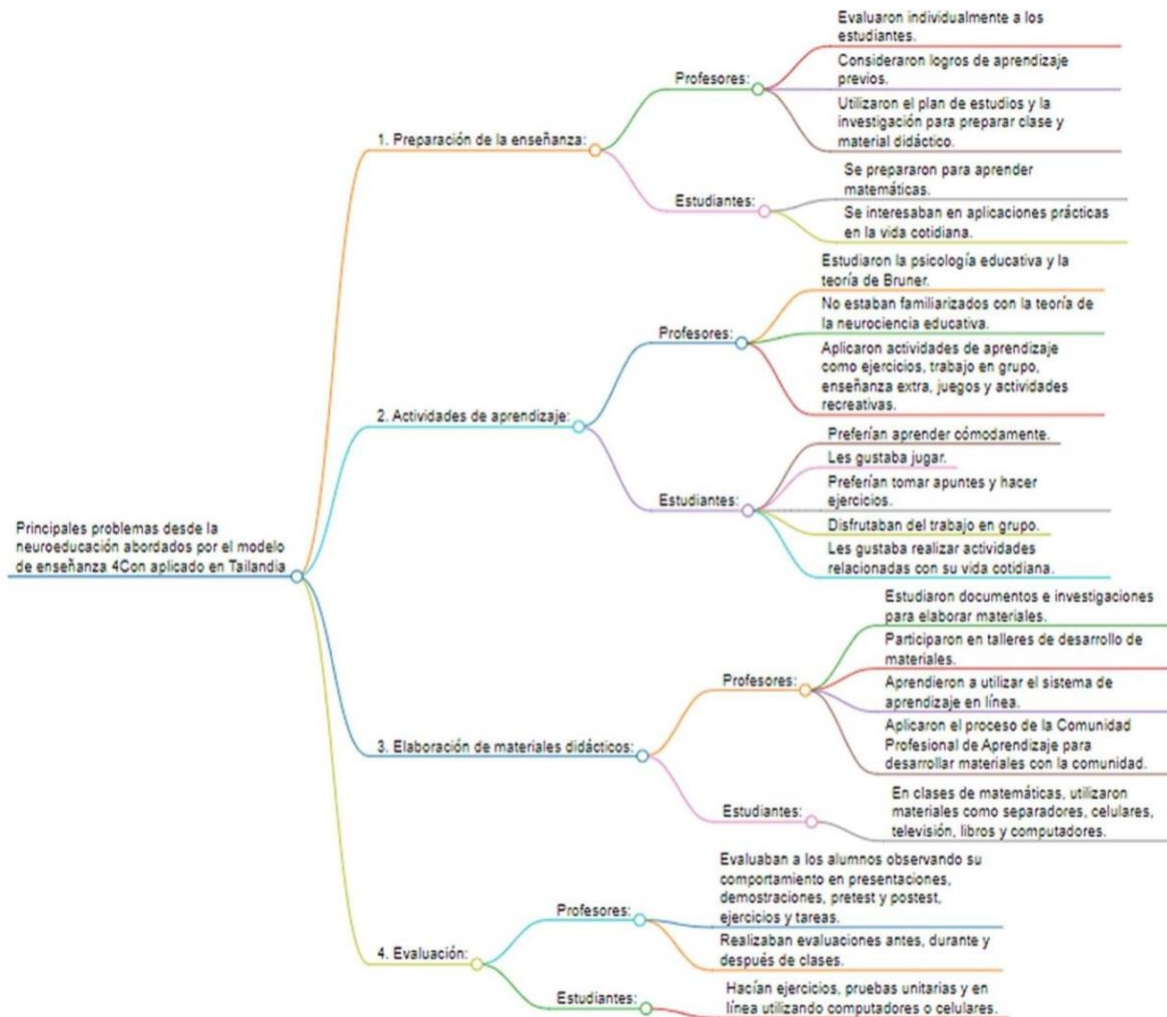 Principales problemas desde la
neuroeducación abordados por el modelo
de enseñanza 4Con aplicado en Tailandia
1. Preparación de la enseñanza:
Profesores:
Evaluaron individualmente a los
estudiantes.
Consideraron logros de aprendizaje
previos.
Utilizaron el plan de estudios y la
investigación para preparar clase y
material didáctico.
Estudiantes:
Se prepararon para aprender
matemáticas.
Se interesaban en aplicaciones prácticas
en la vida cotidiana.
2. Actividades de aprendizaje:
Profesores:
Estudiaron la psicología educativa y la
teoría de Bruner.
No estaban familiarizados con la teoría de
la neurociencia educativa.
Aplicaron actividades de aprendizaje
como ejercicios, trabajo en grupo,
enseñanza extra, juegos y actividades
recreativas.
Estudiantes:
Preferían aprender cómodamente.
Les gustaba jugar.
Preferían tomar apuntes y hacer
ejercicios.
Disfrutaban del trabajo en grupo.
Les gustaba realizar actividades
relacionadas con su vida cotidiana.
3. Elaboración de materiales didácticos:
Profesores:
Estudiaron documentos e investigaciones
para elaborar materiales.
Participaron en talleres de desarrollo de
materiales.
Aprendieron a utilizar el sistema de
aprendizaje en línea.
Aplicaron el proceso de la Comunidad
Profesional de Aprendizaje para
desarrollar materiales con la comunidad.
Estudiantes:
En clases de matemáticas, utilizaron
materiales como separadores, celulares,
televisión, libros y computadores.
4. Evaluación:
Profesores:
Evaluaban a los alumnos observando su
comportamiento en presentaciones,
demostraciones, pretest y postest,
ejercicios y tareas.
Realizaban evaluaciones antes, durante y
después de clases.
Estudiantes:
Hacían ejercicios, pruebas unitarias y en
línea utilizando computadores o celulares.